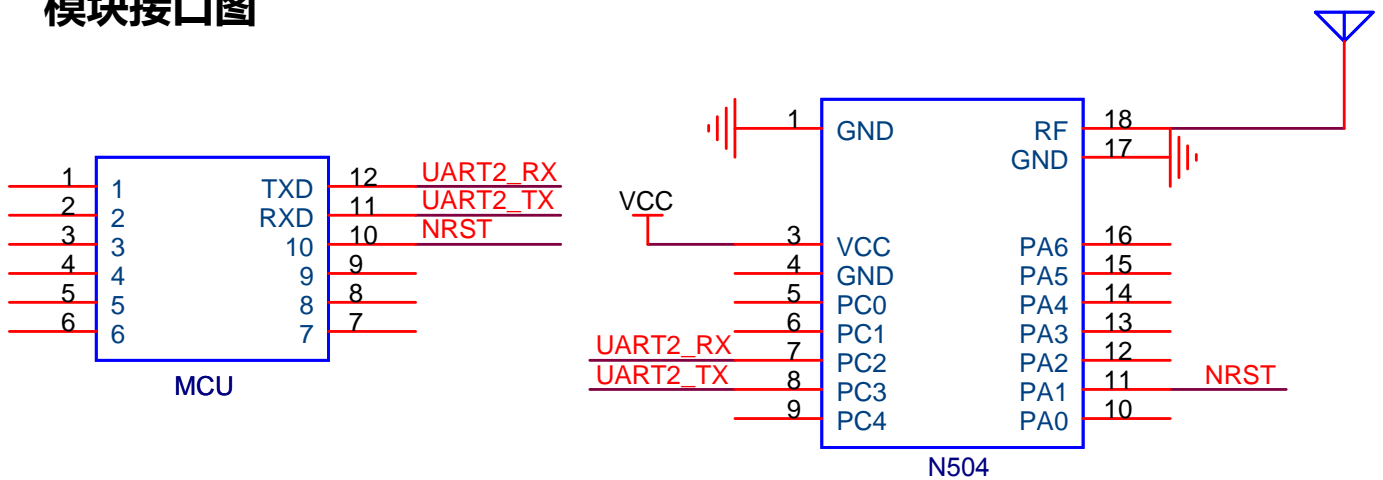 模块接口图
1 1 TXD 12 UART2_RX
2 2 RXD 11 UART2_TX
3 3 10 10 NRST
4 4 9 9
5 5 8 8
6 6 7 7
MCU
1 GND RF 18
GND 17
VCC
3 VCC PA6 16
4 GND PA5 15
5 PC0 PA4 14
6 PC1 PA3 13
UART2_RX 7 PC2 PA2 12
UART2_TX 8 PC3 PA1 11 NRST
9 PC4 PA0 10
N504